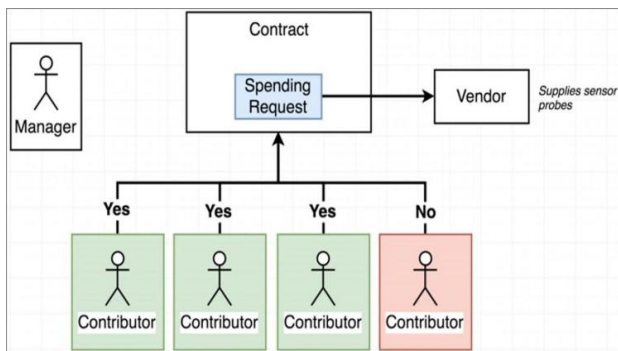 Contract
Manager
Spending
Request
Vendor
Supplies sensor
probes
Yes
Yes
Yes
No
Contributor
Contributor
Contributor
Contributor